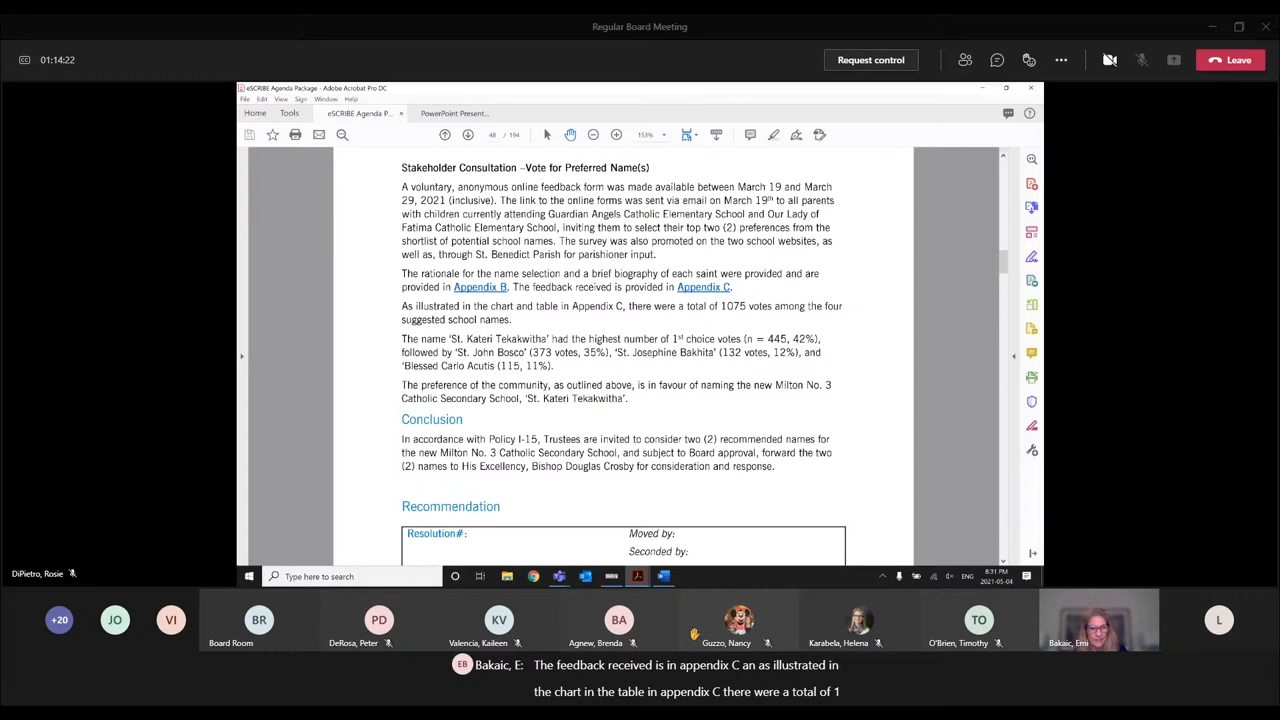 Regular Board Meeting
CC
01:14:22
Request control
Leave
eSCRIBE Agenda Package - Adobe Acrobat Pro DC
File Edit View Sign Window Help
Home Tools eSCRIBE Agenda P... × PowerPoint Present...
48 / 194 153%
Stakeholder Consultation –Vote for Preferred Name(s)
A voluntary, anonymous online feedback form was made available between March 19 and March
29, 2021 (inclusive). The link to the online forms was sent via email on March 19th to all parents
with children currently attending Guardian Angels Catholic Elementary School and Our Lady of
Fatima Catholic Elementary School, inviting them to select their top two (2) preferences from the
shortlist of potential school names. The survey was also promoted on the two school websites, as
well as, through St. Benedict Parish for parishioner input.
The rationale for the name selection and a brief biography of each saint were provided and are
provided in Appendix B. The feedback received is provided in Appendix C.
As illustrated in the chart and table in Appendix C, there were a total of 1075 votes among the four
suggested school names.
The name ‘St. Kateri Tekakwitha’ had the highest number of 1st choice votes (n = 445, 42%),
followed by ‘St. John Bosco’ (373 votes, 35%), ‘St. Josephine Bakhita’ (132 votes, 12%), and
‘Blessed Carlo Acutis (115, 11%).
The preference of the community, as outlined above, is in favour of naming the new Milton No. 3
Catholic Secondary School, ‘St. Kateri Tekakwitha’.
Conclusion
In accordance with Policy I-15, Trustees are invited to consider two (2) recommended names for
the new Milton No. 3 Catholic Secondary School, and subject to Board approval, forward the two
(2) names to His Excellency, Bishop Douglas Crosby for consideration and response.
Recommendation
Resolution#: Moved by:
Seconded by:
DiPietro, Rosie
Type here to search
ENG
8:31 PM
2021-05-04
+20 JO VI BR PD KV BA TO L
Board Room DeRosa, Peter Valencia, Kaileen Agnew, Brenda Guzzo, Nancy Karabela, Helena O'Brien, Timothy Bakaic, Emi
EB Bakaic, E: The feedback received is in appendix C an as illustrated in
the chart in the table in appendix C there were a total of 1